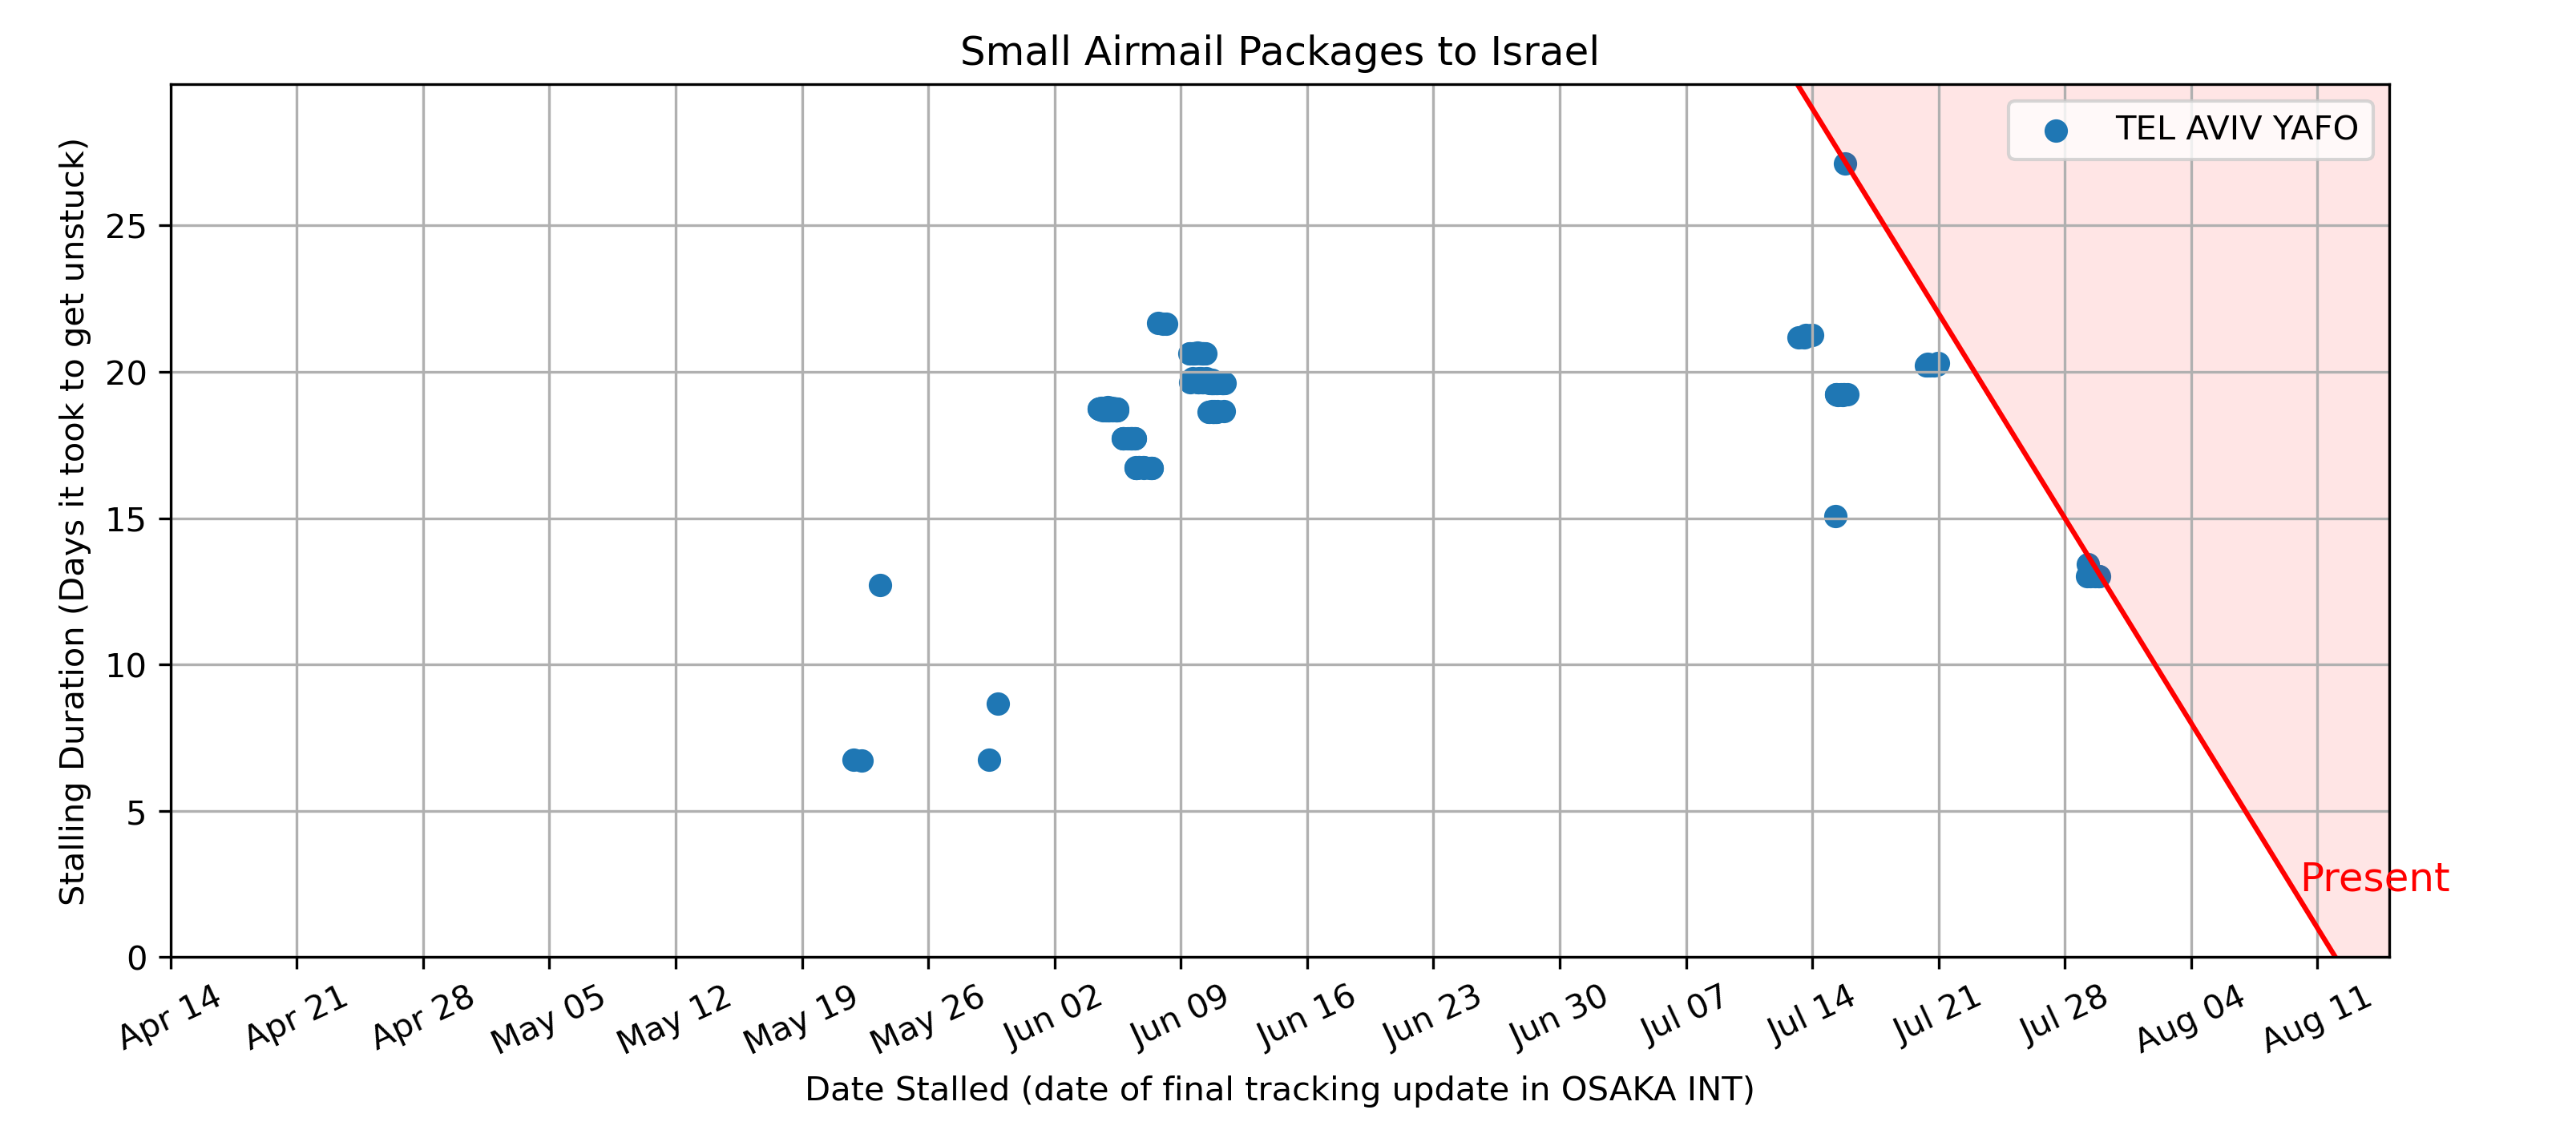 Small Airmail Packages to Israel
TEL AVIV YAFO
Stalling Duration (Days it took to get unstuck)
25
20
15
10
5
0
Present
Apr 14
Apr 21
Apr 28
May 05
May 12
May 19
May 26
Jun 02
Jun 09
Jun 16
Jun 23
Jun 30
Jul 07
Jul 14
Jul 21
Jul 28
Aug 04
Aug 11
Date Stalled (date of final tracking update in OSAKA INT)